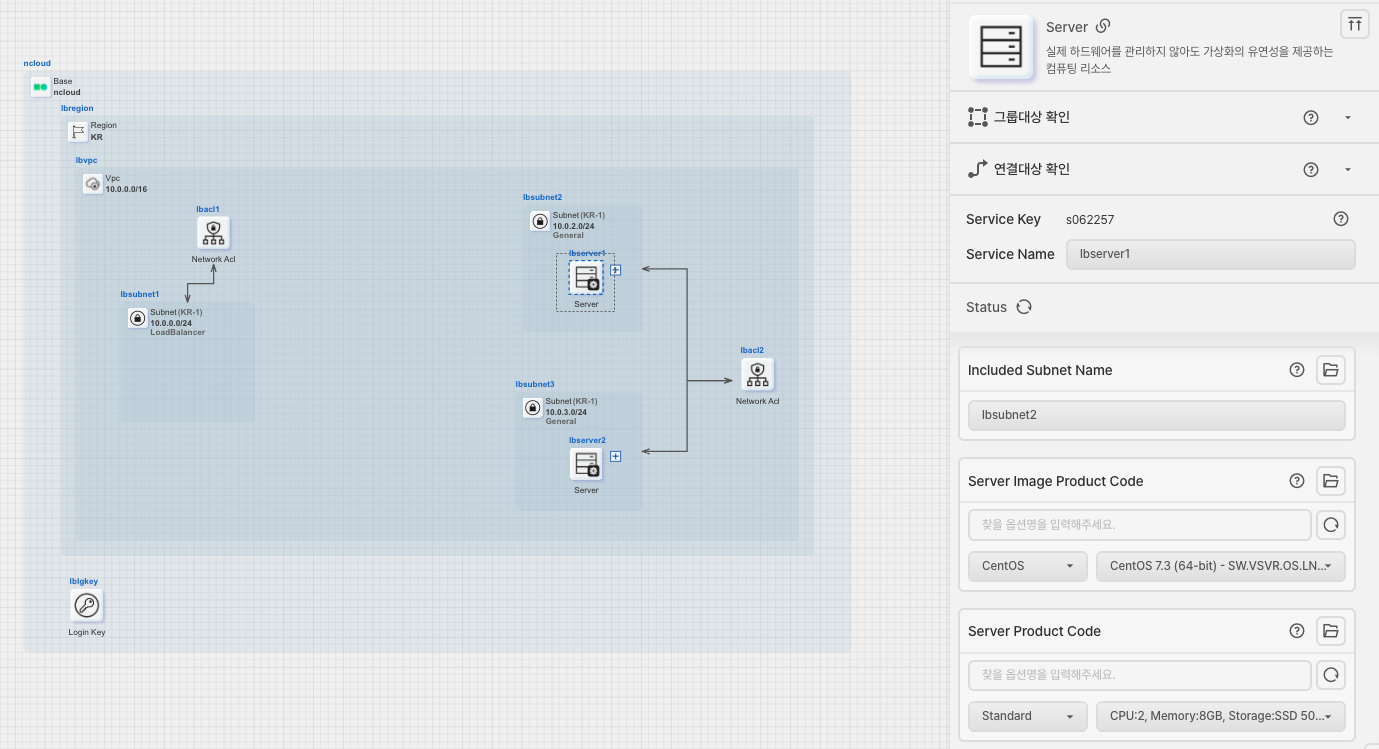 ncloud
Base
ncloud
lbregion
Region
KR
lbvpc
Vpc
10.0.0.0/16
lbacl1
Network Acl
lbsubnet1
Subnet (KR-1)
10.0.0.0/24
LoadBalancer
lbsubnet2
Subnet (KR-1)
10.0.2.0/24
General
lbserver1
Server
lbacl2
Network Acl
lbsubnet3
Subnet (KR-1)
10.0.3.0/24
General
lbserver2
Server
lblgkey
Login Key
Server
실제 하드웨어를 관리하지 않아도 가상화의 유연성을 제공하는
컴퓨팅 리소스
그룹대상 확인
연결대상 확인
Service Key s062257
Service Name lbserver1
Status
Included Subnet Name
lbsubnet2
Server Image Product Code
찾을 옵션명을 입력해주세요.
CentOS CentOS 7.3 (64-bit) - SW.VSVR.OS.LN...
Server Product Code
찾을 옵션명을 입력해주세요.
Standard CPU:2, Memory:8GB, Storage:SSD 50...